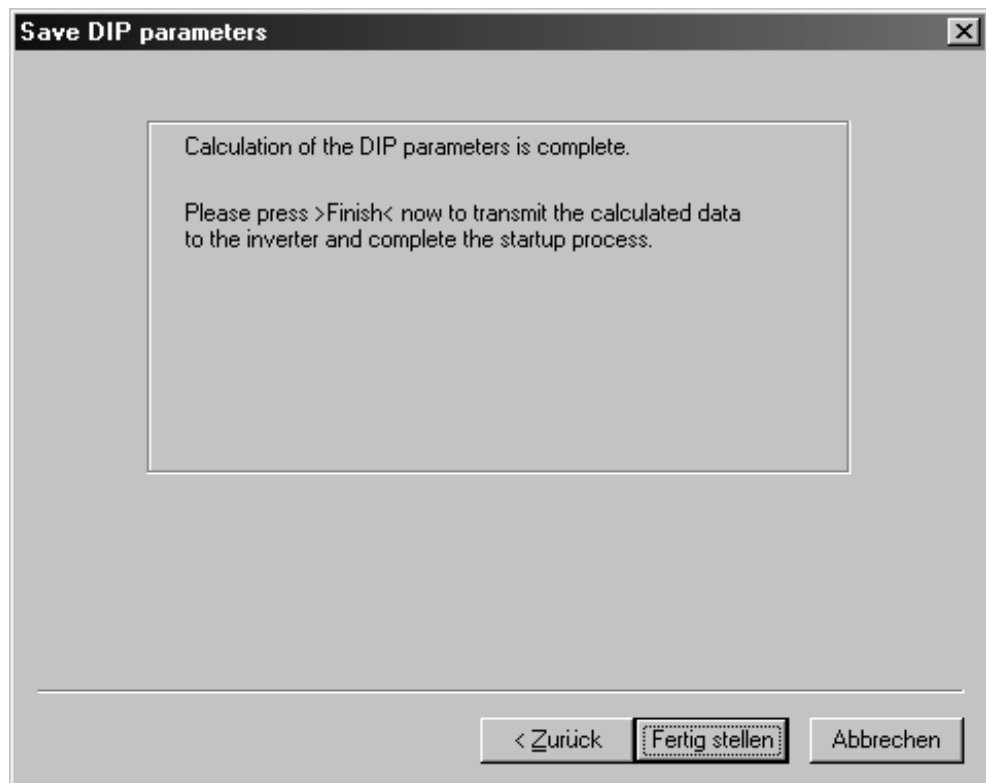 Save DIP parameters
Calculation of the DIP parameters is complete.
Please press >Finish< now to transmit the calculated data
to the inverter and complete the startup process.
< Zurück
Fertig stellen
Abbrechen